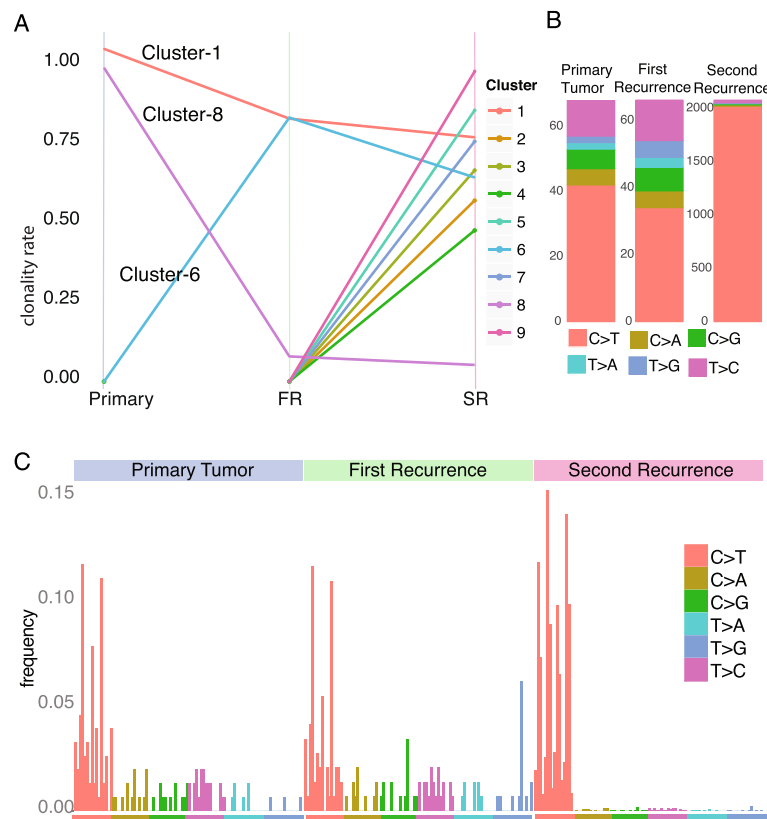 A
clonality rate
1.00
0.75
0.50
0.25
0.00
Cluster-1
Cluster-8
Cluster-6
Primary
FR
SR
Cluster
1
2
3
4
5
6
7
8
9
B
Primary
Tumor
First
Recurrence
Second
Recurrence
60
40
20
0
60
40
20
0
2000
1500
1000
500
0
C>T
C>A
C>G
T>A
T>G
T>C
C
Primary Tumor
First Recurrence
Second Recurrence
frequency
0.15
0.10
0.05
0.00
C>T
C>A
C>G
T>A
T>G
T>C